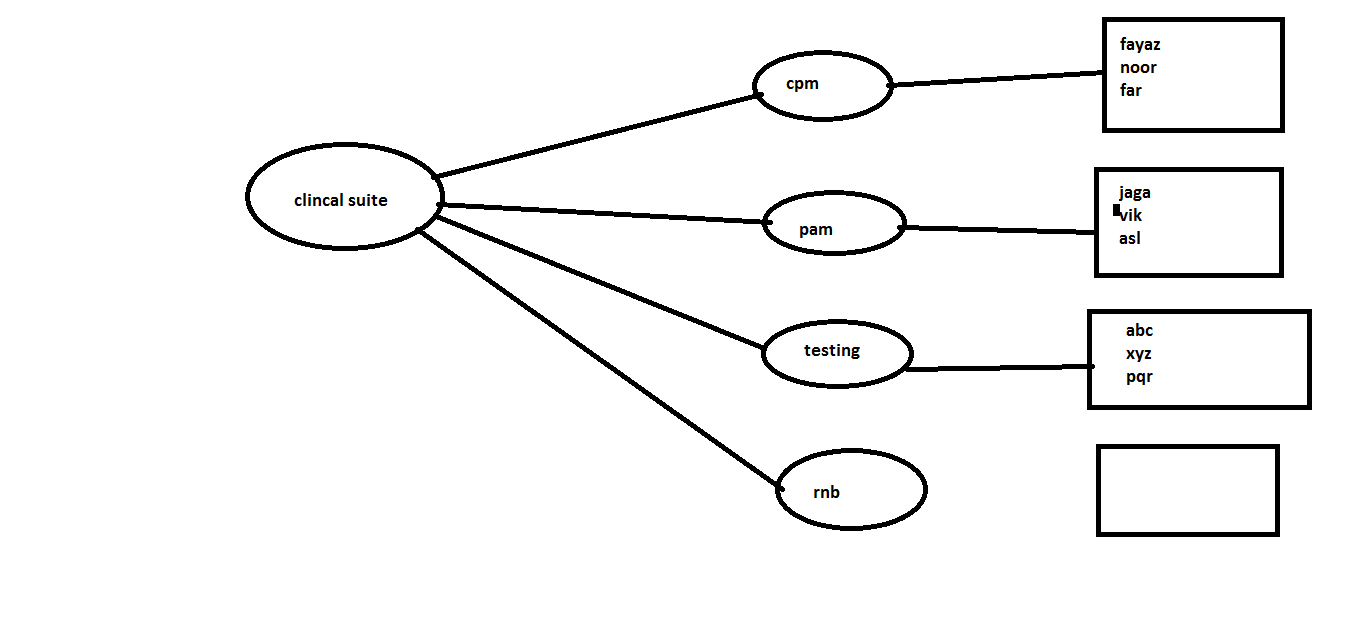 clincal suite
cpm
fayaz
noor
far
pam
jaga
vik
asl
testing
abc
xyz
pqr
rnb